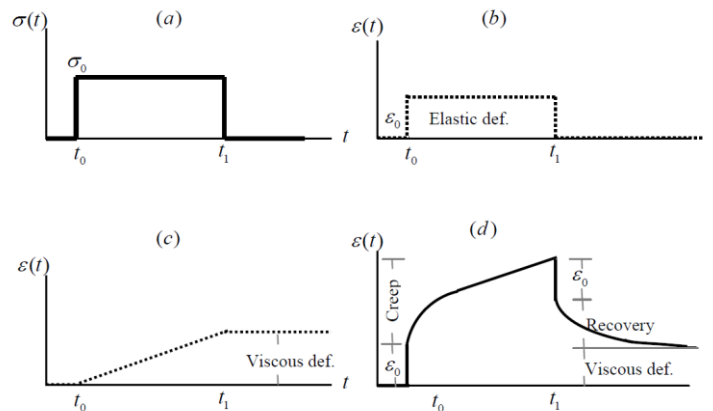 σ(t)
(a)
σ₀
t₀
t₁
t
ε(t)
(b)
ε₀
Elastic def.
t₀
t₁
ε(t)
(c)
Viscous def.
t₀
t₁
t
ε(t)
(d)
Creep
ε₀
ε₀
Recovery
Viscous def.
t₀
t₁
t